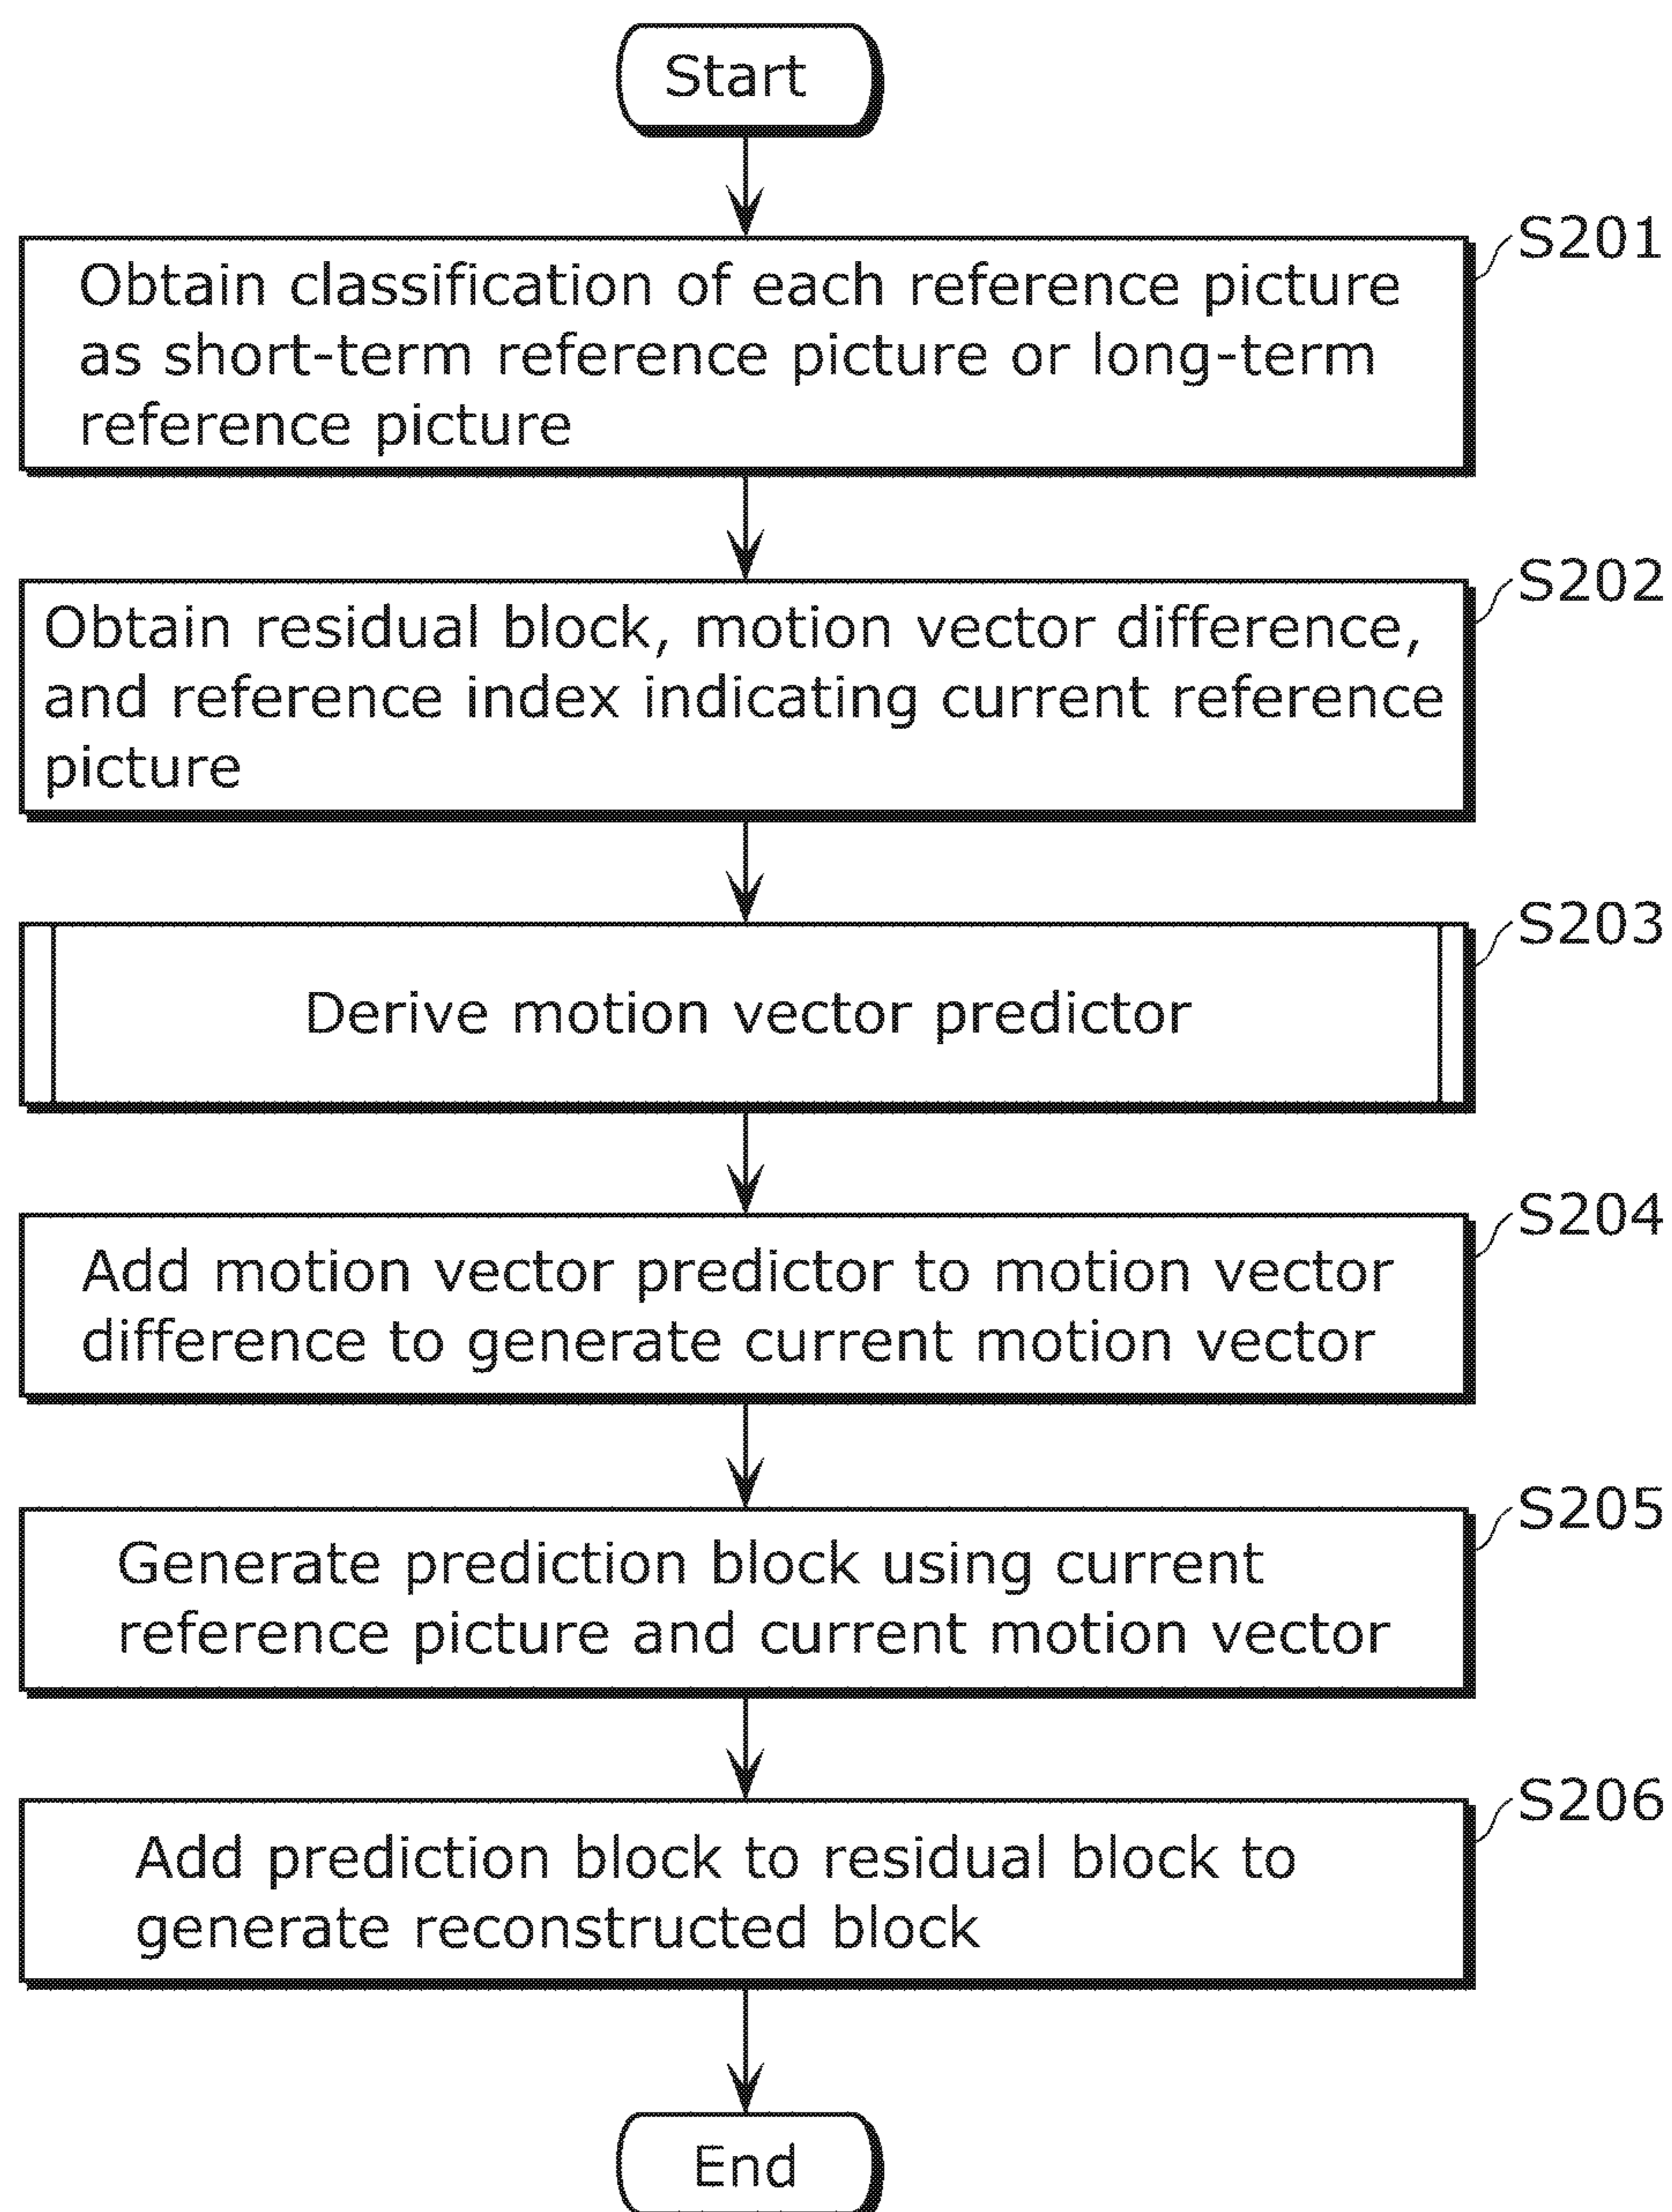 Start
S201
Obtain classification of each reference picture
as short-term reference picture or long-term
reference picture
S202
Obtain residual block, motion vector difference,
and reference index indicating current reference
picture
S203
Derive motion vector predictor
S204
Add motion vector predictor to motion vector
difference to generate current motion vector
S205
Generate prediction block using current
reference picture and current motion vector
S206
Add prediction block to residual block to
generate reconstructed block
End